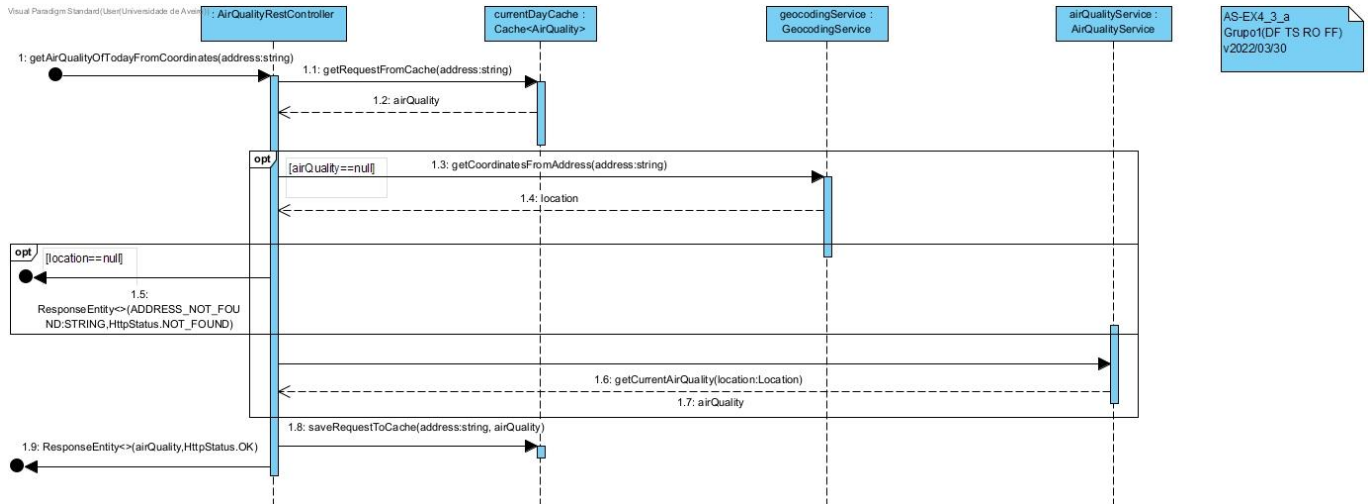 Visual Paradigm Standard(User(Universidade de Aveiro))
: AirQualityRestController
currentDayCache :
Cache<AirQuality>
geocodingService :
GeocodingService
airQualityService :
AirQualityService
AS-EX4_3_a
Grupo1(DF TS RO FF)
v2022/03/30
1: getAirQualityOfTodayFromCoordinates(address:string)
1.1: getRequestFromCache(address:string)
1.2: airQuality
opt
[airQuality==null]
1.3: getCoordinatesFromAddress(address:string)
1.4: location
opt
[location==null]
1.5:
ResponseEntity<>(ADDRESS_NOT_FOU
ND:STRING,HttpStatus.NOT_FOUND)
1.6: getCurrentAirQuality(location:Location)
1.7: airQuality
1.8: saveRequestToCache(address:string, airQuality)
1.9: ResponseEntity<>(airQuality,HttpStatus.OK)